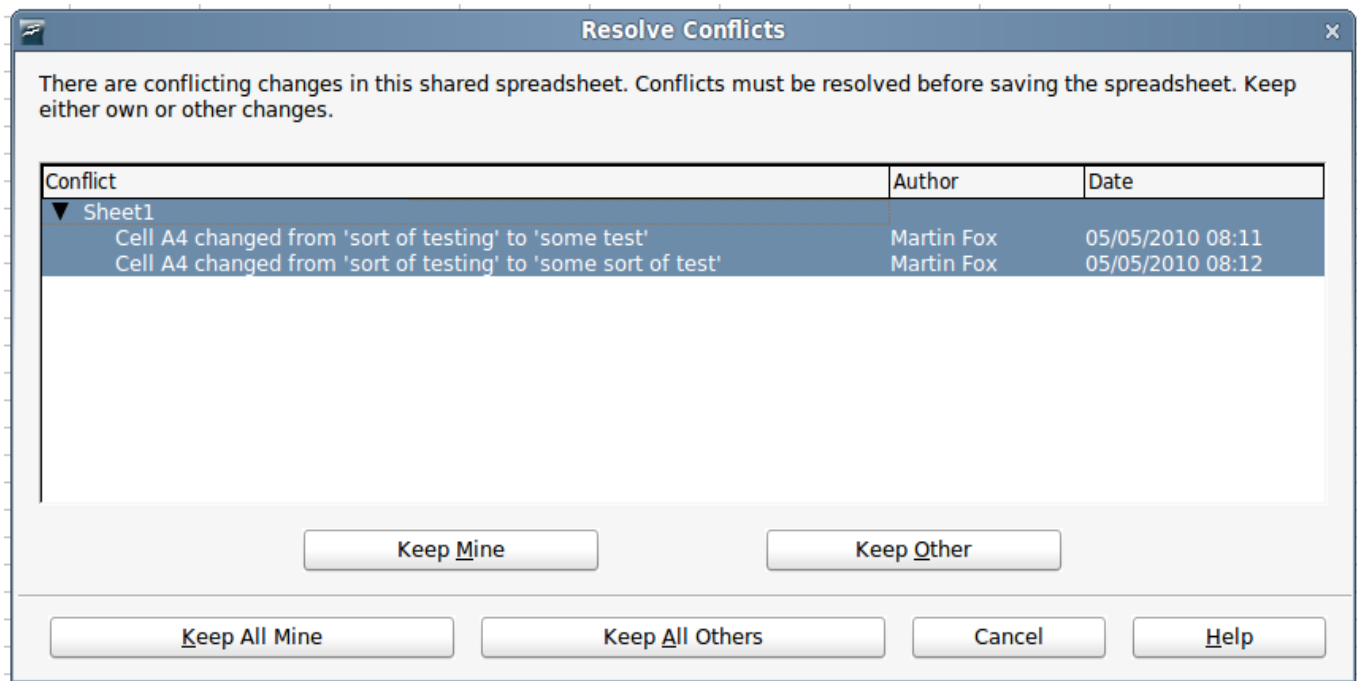 Resolve Conflicts
There are conflicting changes in this shared spreadsheet. Conflicts must be resolved before saving the spreadsheet. Keep
either own or other changes.
Conflict Author Date
Sheet1
Cell A4 changed from 'sort of testing' to 'some test' Martin Fox 05/05/2010 08:11
Cell A4 changed from 'sort of testing' to 'some sort of test' Martin Fox 05/05/2010 08:12
Keep Mine Keep Other
Keep All Mine Keep All Others Cancel Help